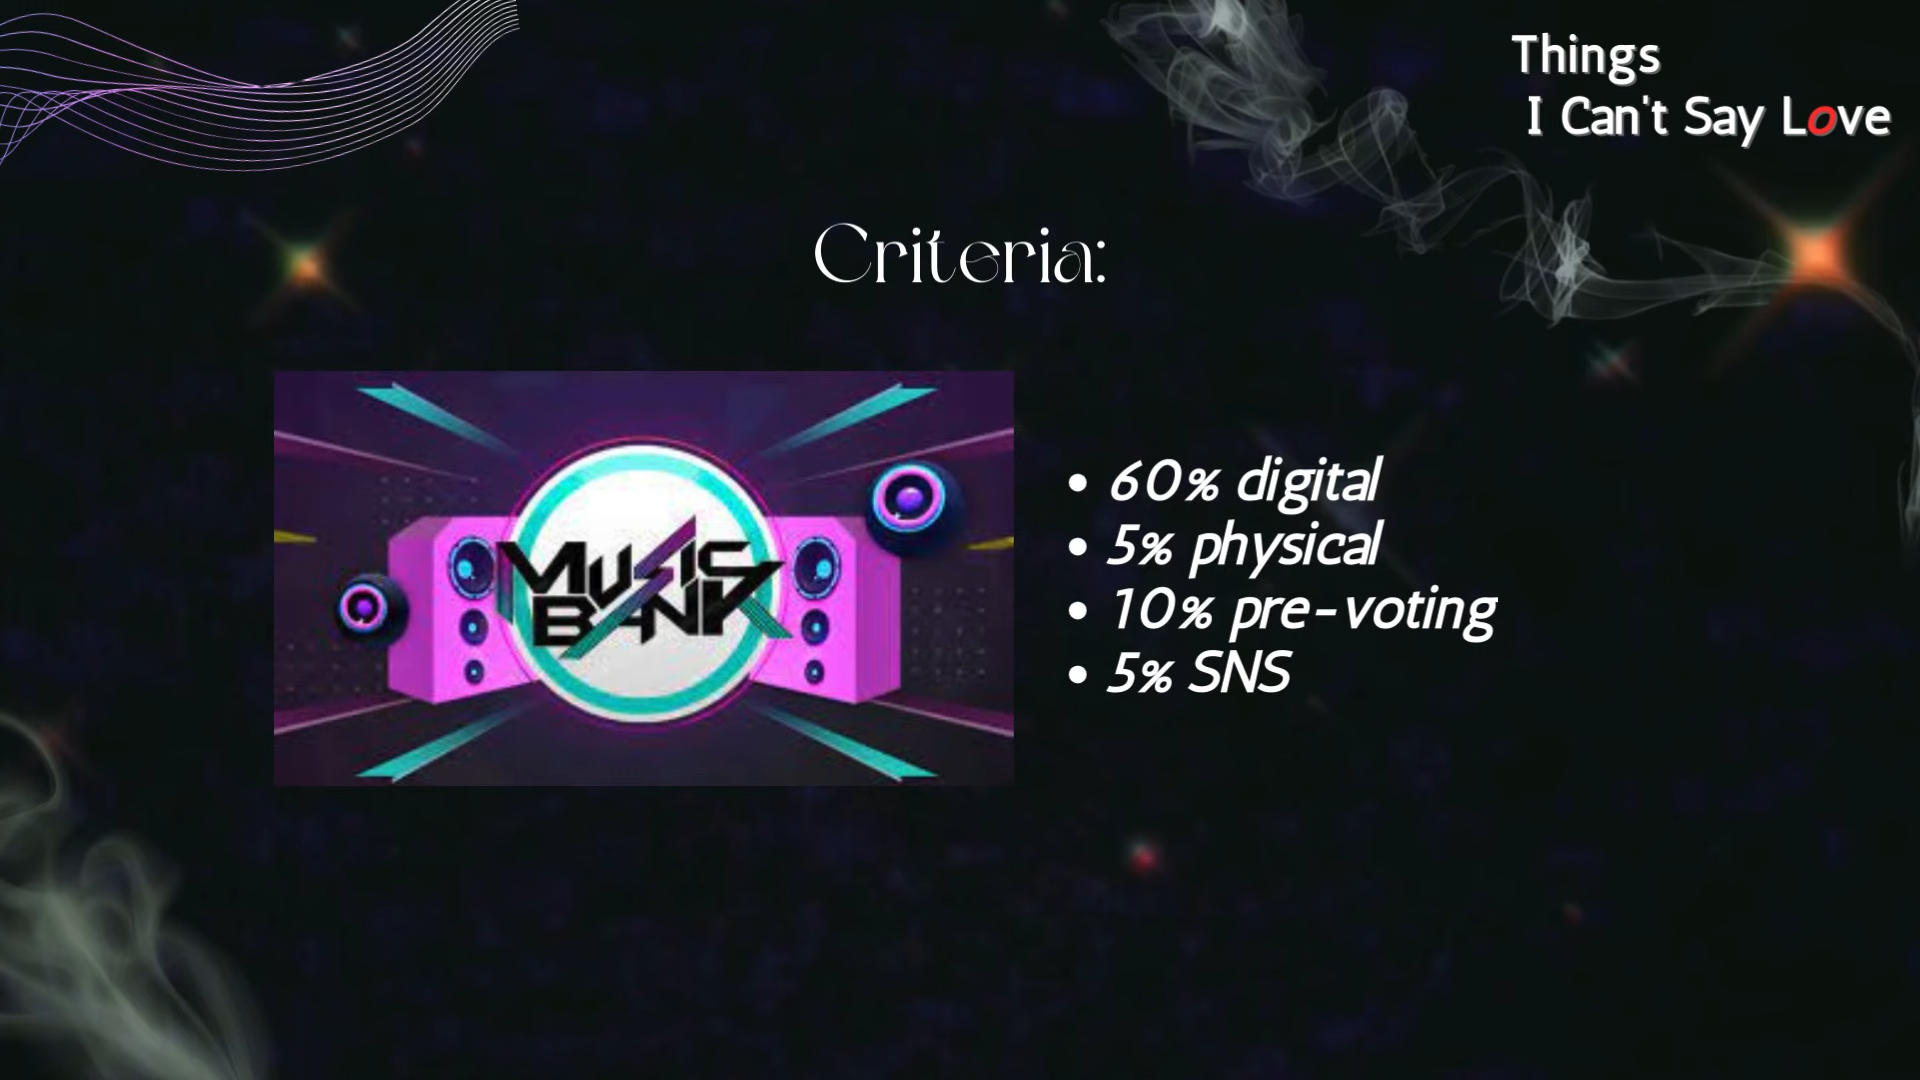 Things
I Can't Say Love
Criteria:
MUSIC
BANK
• 60% digital
• 5% physical
• 10% pre-voting
• 5% SNS